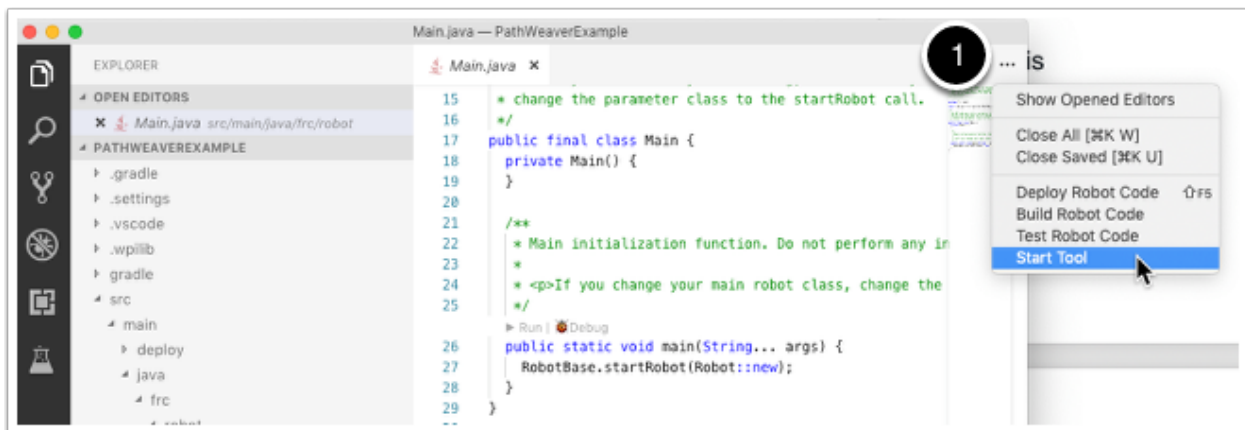 Main.java — PathWeaverExample
EXPLORER
OPEN EDITORS
Main.java src/main/java/frc/robot
PATHWEAVEREXAMPLE
.gradle
.settings
.vscode
.wpilib
gradle
src
main
deploy
java
frc
robot
Main.java
1
...
is
15 * change the parameter class to the startRobot call.
16 */
17 public final class Main {
18 private Main() {
19 }
20
21 /**
22 * Main initialization function. Do not perform any in
23 *
24 * <p>If you change your main robot class, change the
25 */
Run | Debug
26 public static void main(String... args) {
27 RobotBase.startRobot(Robot::new);
28 }
29 }
Show Opened Editors
Close All [⌘K W]
Close Saved [⌘K U]
Deploy Robot Code ⇧F5
Build Robot Code
Test Robot Code
Start Tool